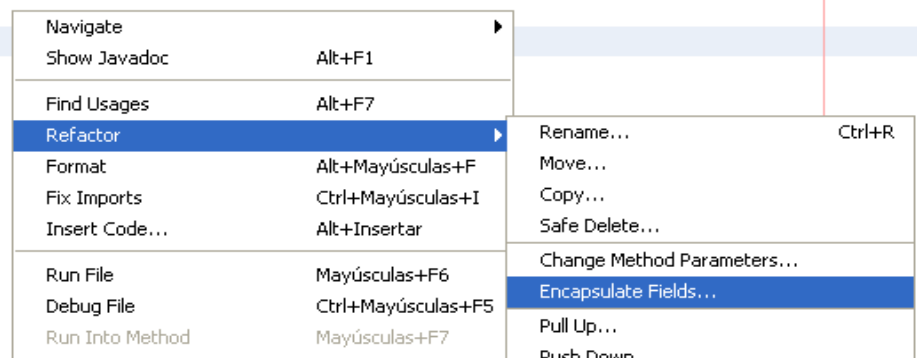 Navigate
Show Javadoc Alt+F1
Find Usages Alt+F7
Refactor
Format Alt+Mayúsculas+F
Fix Imports Ctrl+Mayúsculas+I
Insert Code... Alt+Insertar
Run File Mayúsculas+F6
Debug File Ctrl+Mayúsculas+F5
Run Into Method Mayúsculas+F7
Rename... Ctrl+R
Move...
Copy...
Safe Delete...
Change Method Parameters...
Encapsulate Fields...
Pull Up...
Push Down...